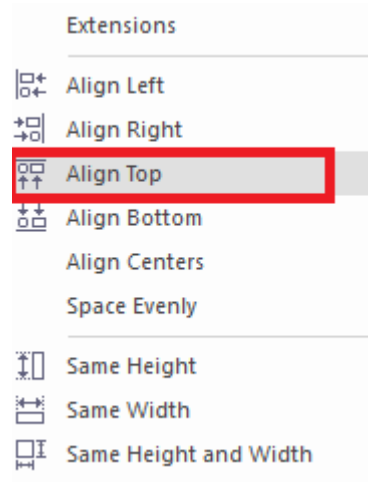 Extensions
Align Left
Align Right
Align Top
Align Bottom
Align Centers
Space Evenly
Same Height
Same Width
Same Height and Width